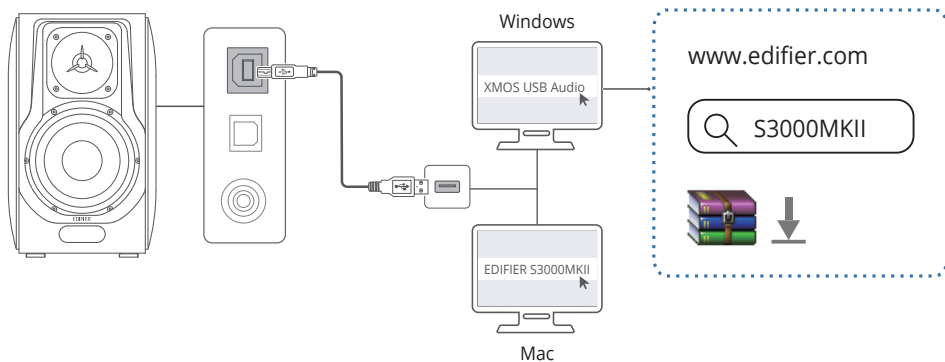 Windows
www.edifier.com
XMOS USB Audio
S3000MKII
EDIFIER
EDIFIER S3000MKII
Mac